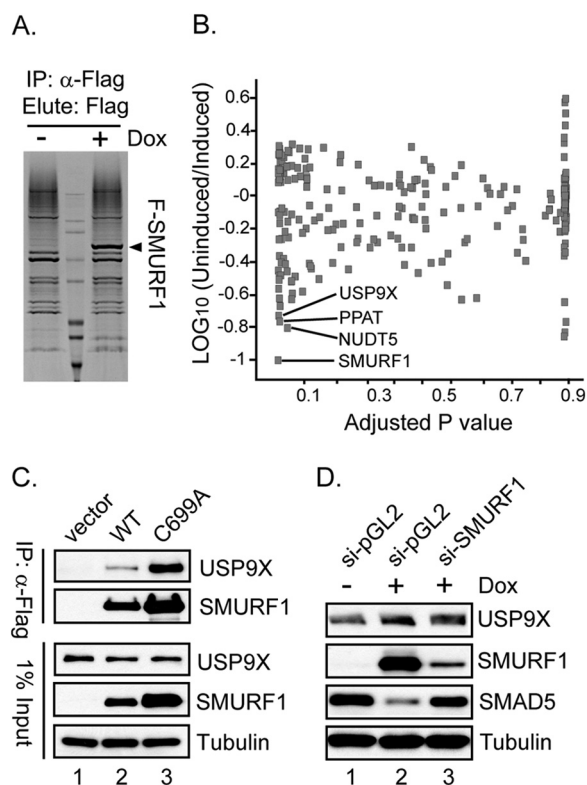 A.
IP: α-Flag
Elute: Flag
- + Dox
F-SMURF1
B.
LOG10 (Uninduced/Induced)
0.6
0.4
0.2
-0
-0.2
-0.4
-0.6
-0.8
-1
USP9X
PPAT
NUDT5
SMURF1
0.1 0.3 0.5 0.7 0.9
Adjusted P value
C.
vector WT C699A
IP: α-Flag
USP9X
SMURF1
1% Input
USP9X
SMURF1
Tubulin
1 2 3
D.
si-pGL2 si-pGL2 si-SMURF1
- + + Dox
USP9X
SMURF1
SMAD5
Tubulin
1 2 3